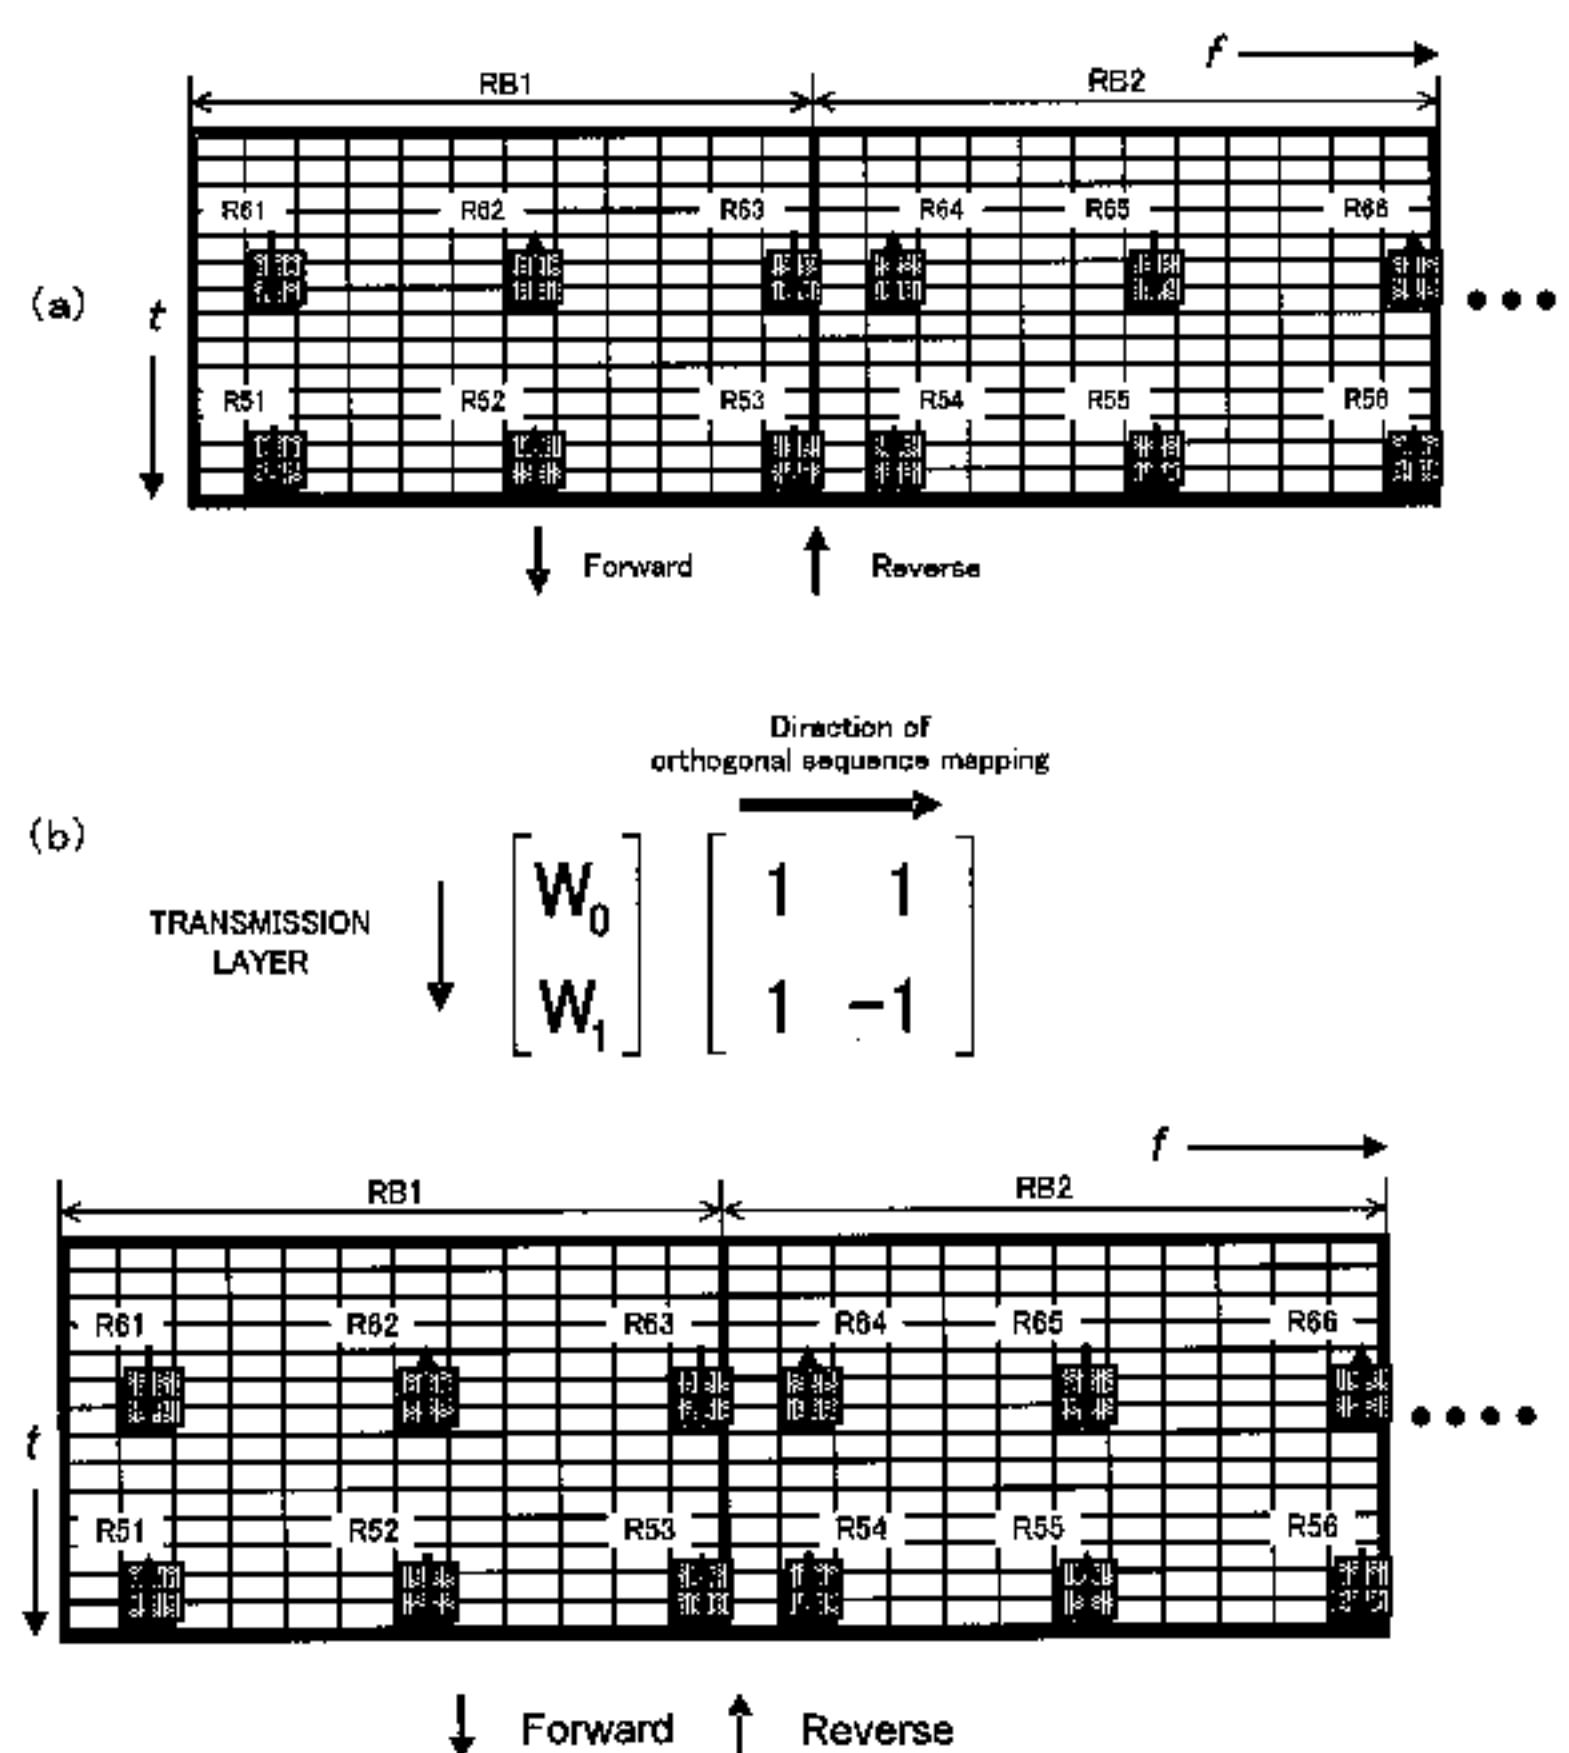 f
RB1 RB2
R61 R62 R63 R64 R65 R66
(a) t
R51 R52 R53 R54 R55 R56
Forward Reverse
Direction of
orthogonal sequence mapping
(b)
TRANSMISSION
LAYER
W0 1 1
W1 1 -1
f
RB1 RB2
R61 R62 R63 R64 R65 R66
t
R51 R52 R53 R54 R55 R56
Forward Reverse